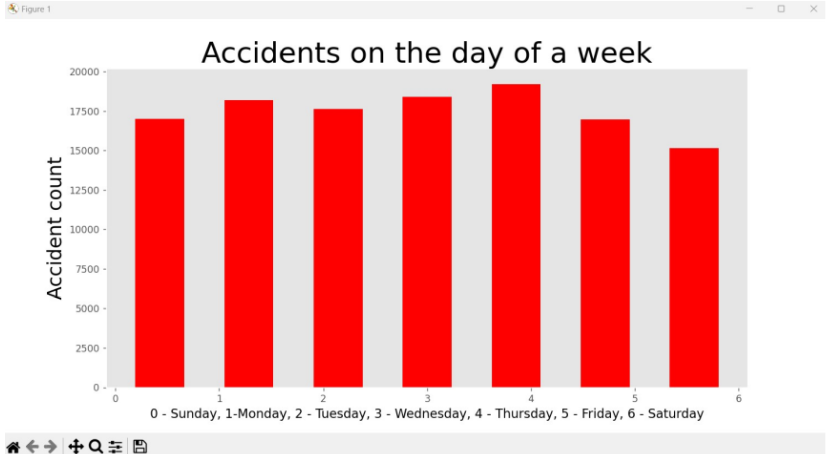 Figure 1
Accidents on the day of a week
20000
17500
15000
12500
10000
7500
5000
2500
0
Accident count
0 1 2 3 4 5 6
0 - Sunday, 1-Monday, 2 - Tuesday, 3 - Wednesday, 4 - Thursday, 5 - Friday, 6 - Saturday